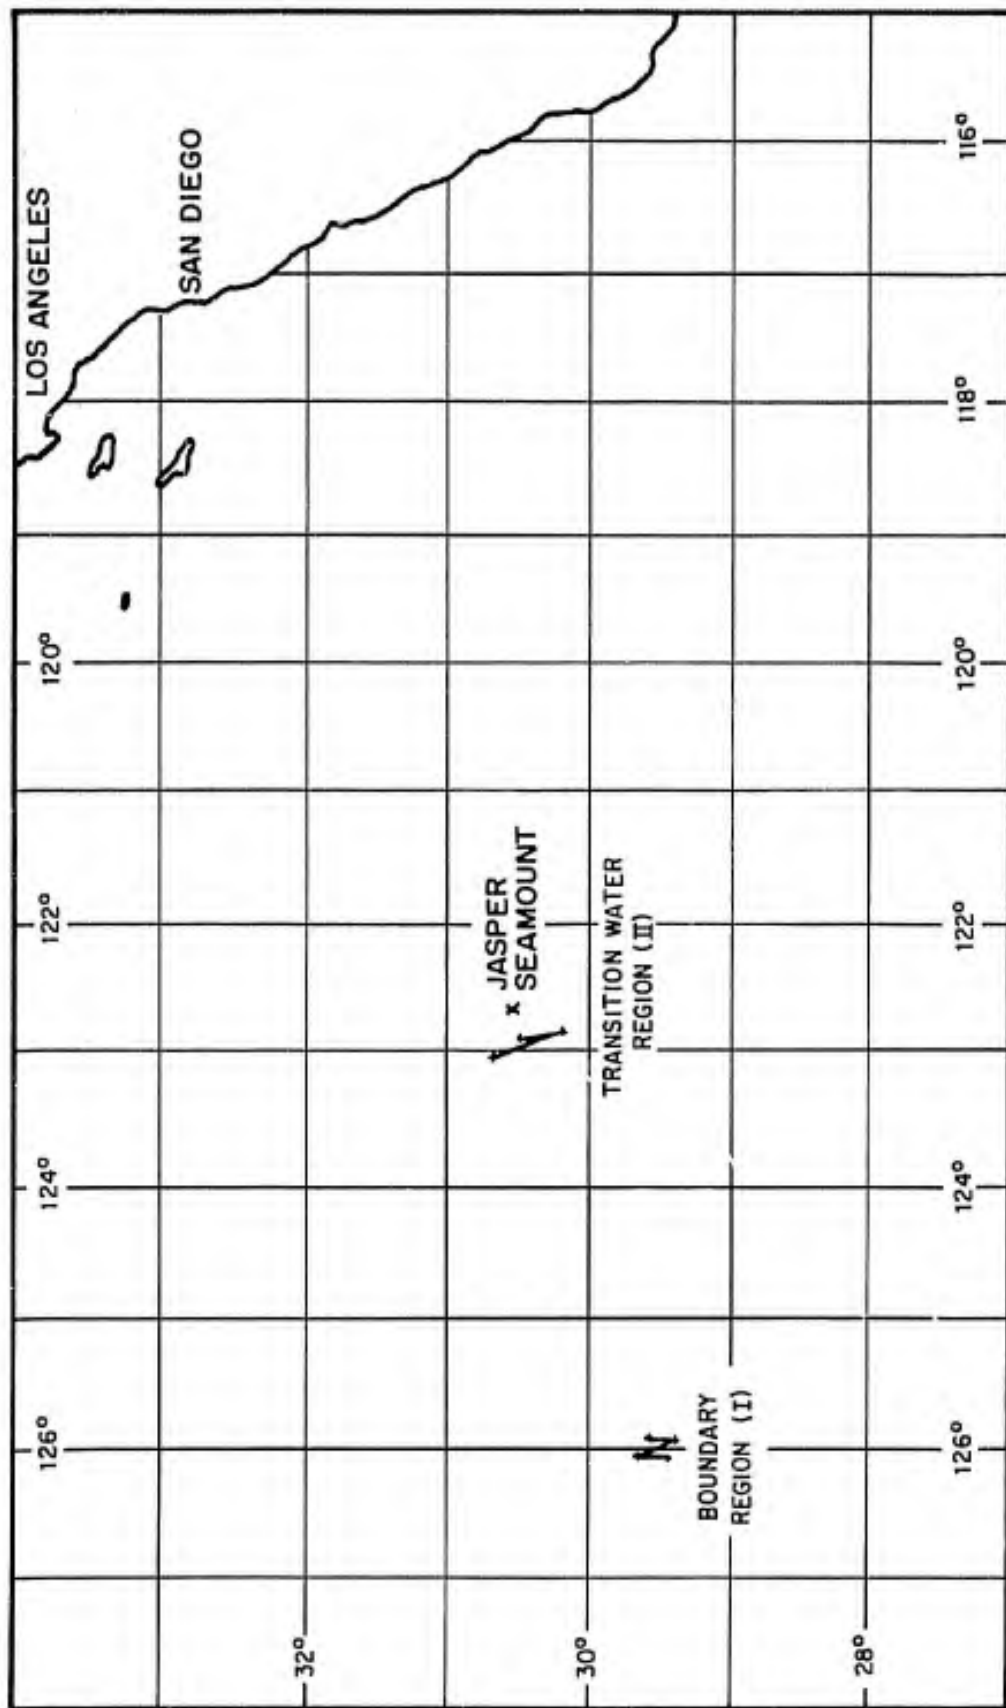 LOS ANGELES
SAN DIEGO
126°
124°
122°
120°
32°
30°
28°
JASPER
x SEAMOUNT
TRANSITION WATER
REGION (II)
BOUNDARY
REGION (I)
126°
124°
122°
120°
118°
116°